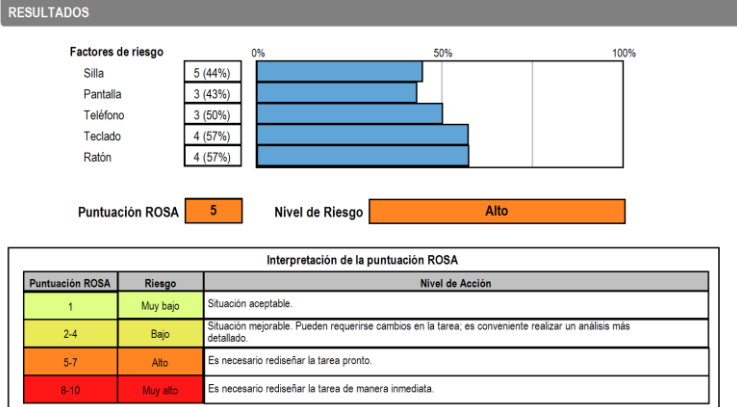 RESULTADOS
Factores de riesgo 0% 50% 100%
Silla 5 (44%)
Pantalla 3 (43%)
Teléfono 3 (50%)
Teclado 4 (57%)
Ratón 4 (57%)
Puntuación ROSA 5 Nivel de Riesgo Alto
Interpretación de la puntuación ROSA
Puntuación ROSA Riesgo Nivel de Acción
1 Muy bajo Situación aceptable.
2-4 Bajo Situación mejorable. Pueden requerirse cambios en la tarea; es conveniente realizar un análisis más
detallado.
5-7 Alto Es necesario rediseñar la tarea pronto.
8-10 Muy alto Es necesario rediseñar la tarea de manera inmediata.